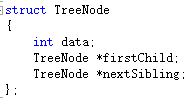 struct TreeNode
{
    int data;
    TreeNode *firstChild;
    TreeNode *nextSibling;
};